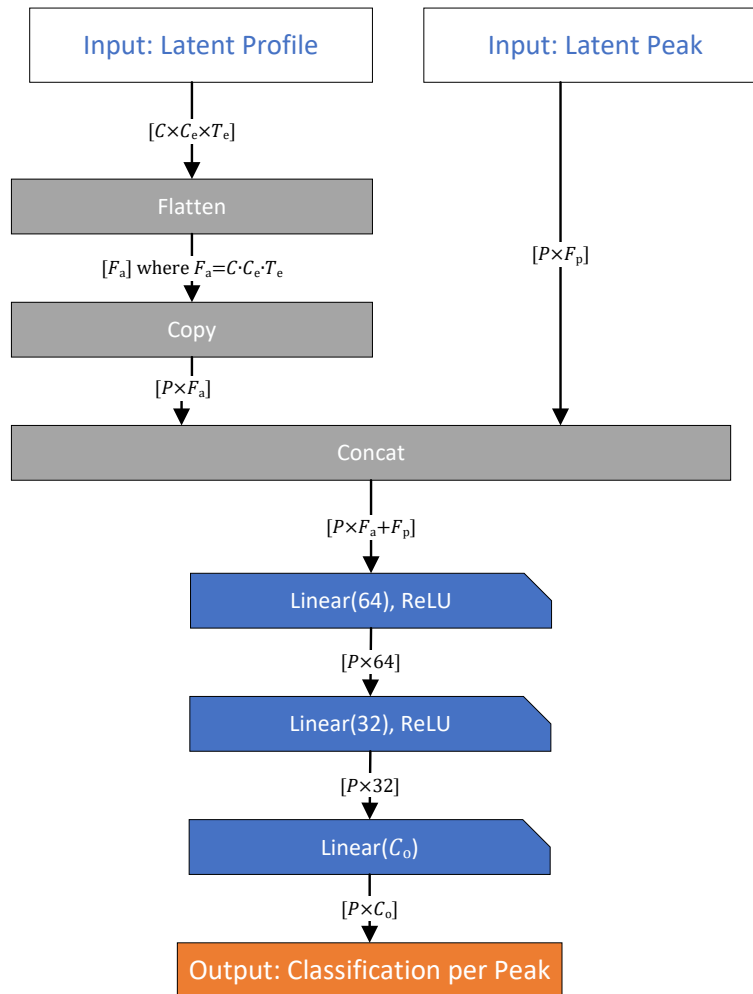 Input: Latent Profile
Input: Latent Peak
[C×Cₑ×Tₑ]
Flatten
[Fₐ] where Fₐ=C·Cₑ·Tₑ
[P×Fₚ]
Copy
[P×Fₐ]
Concat
[P×Fₐ+Fₚ]
Linear(64), ReLU
[P×64]
Linear(32), ReLU
[P×32]
Linear(Cₒ)
[P×Cₒ]
Output: Classification per Peak